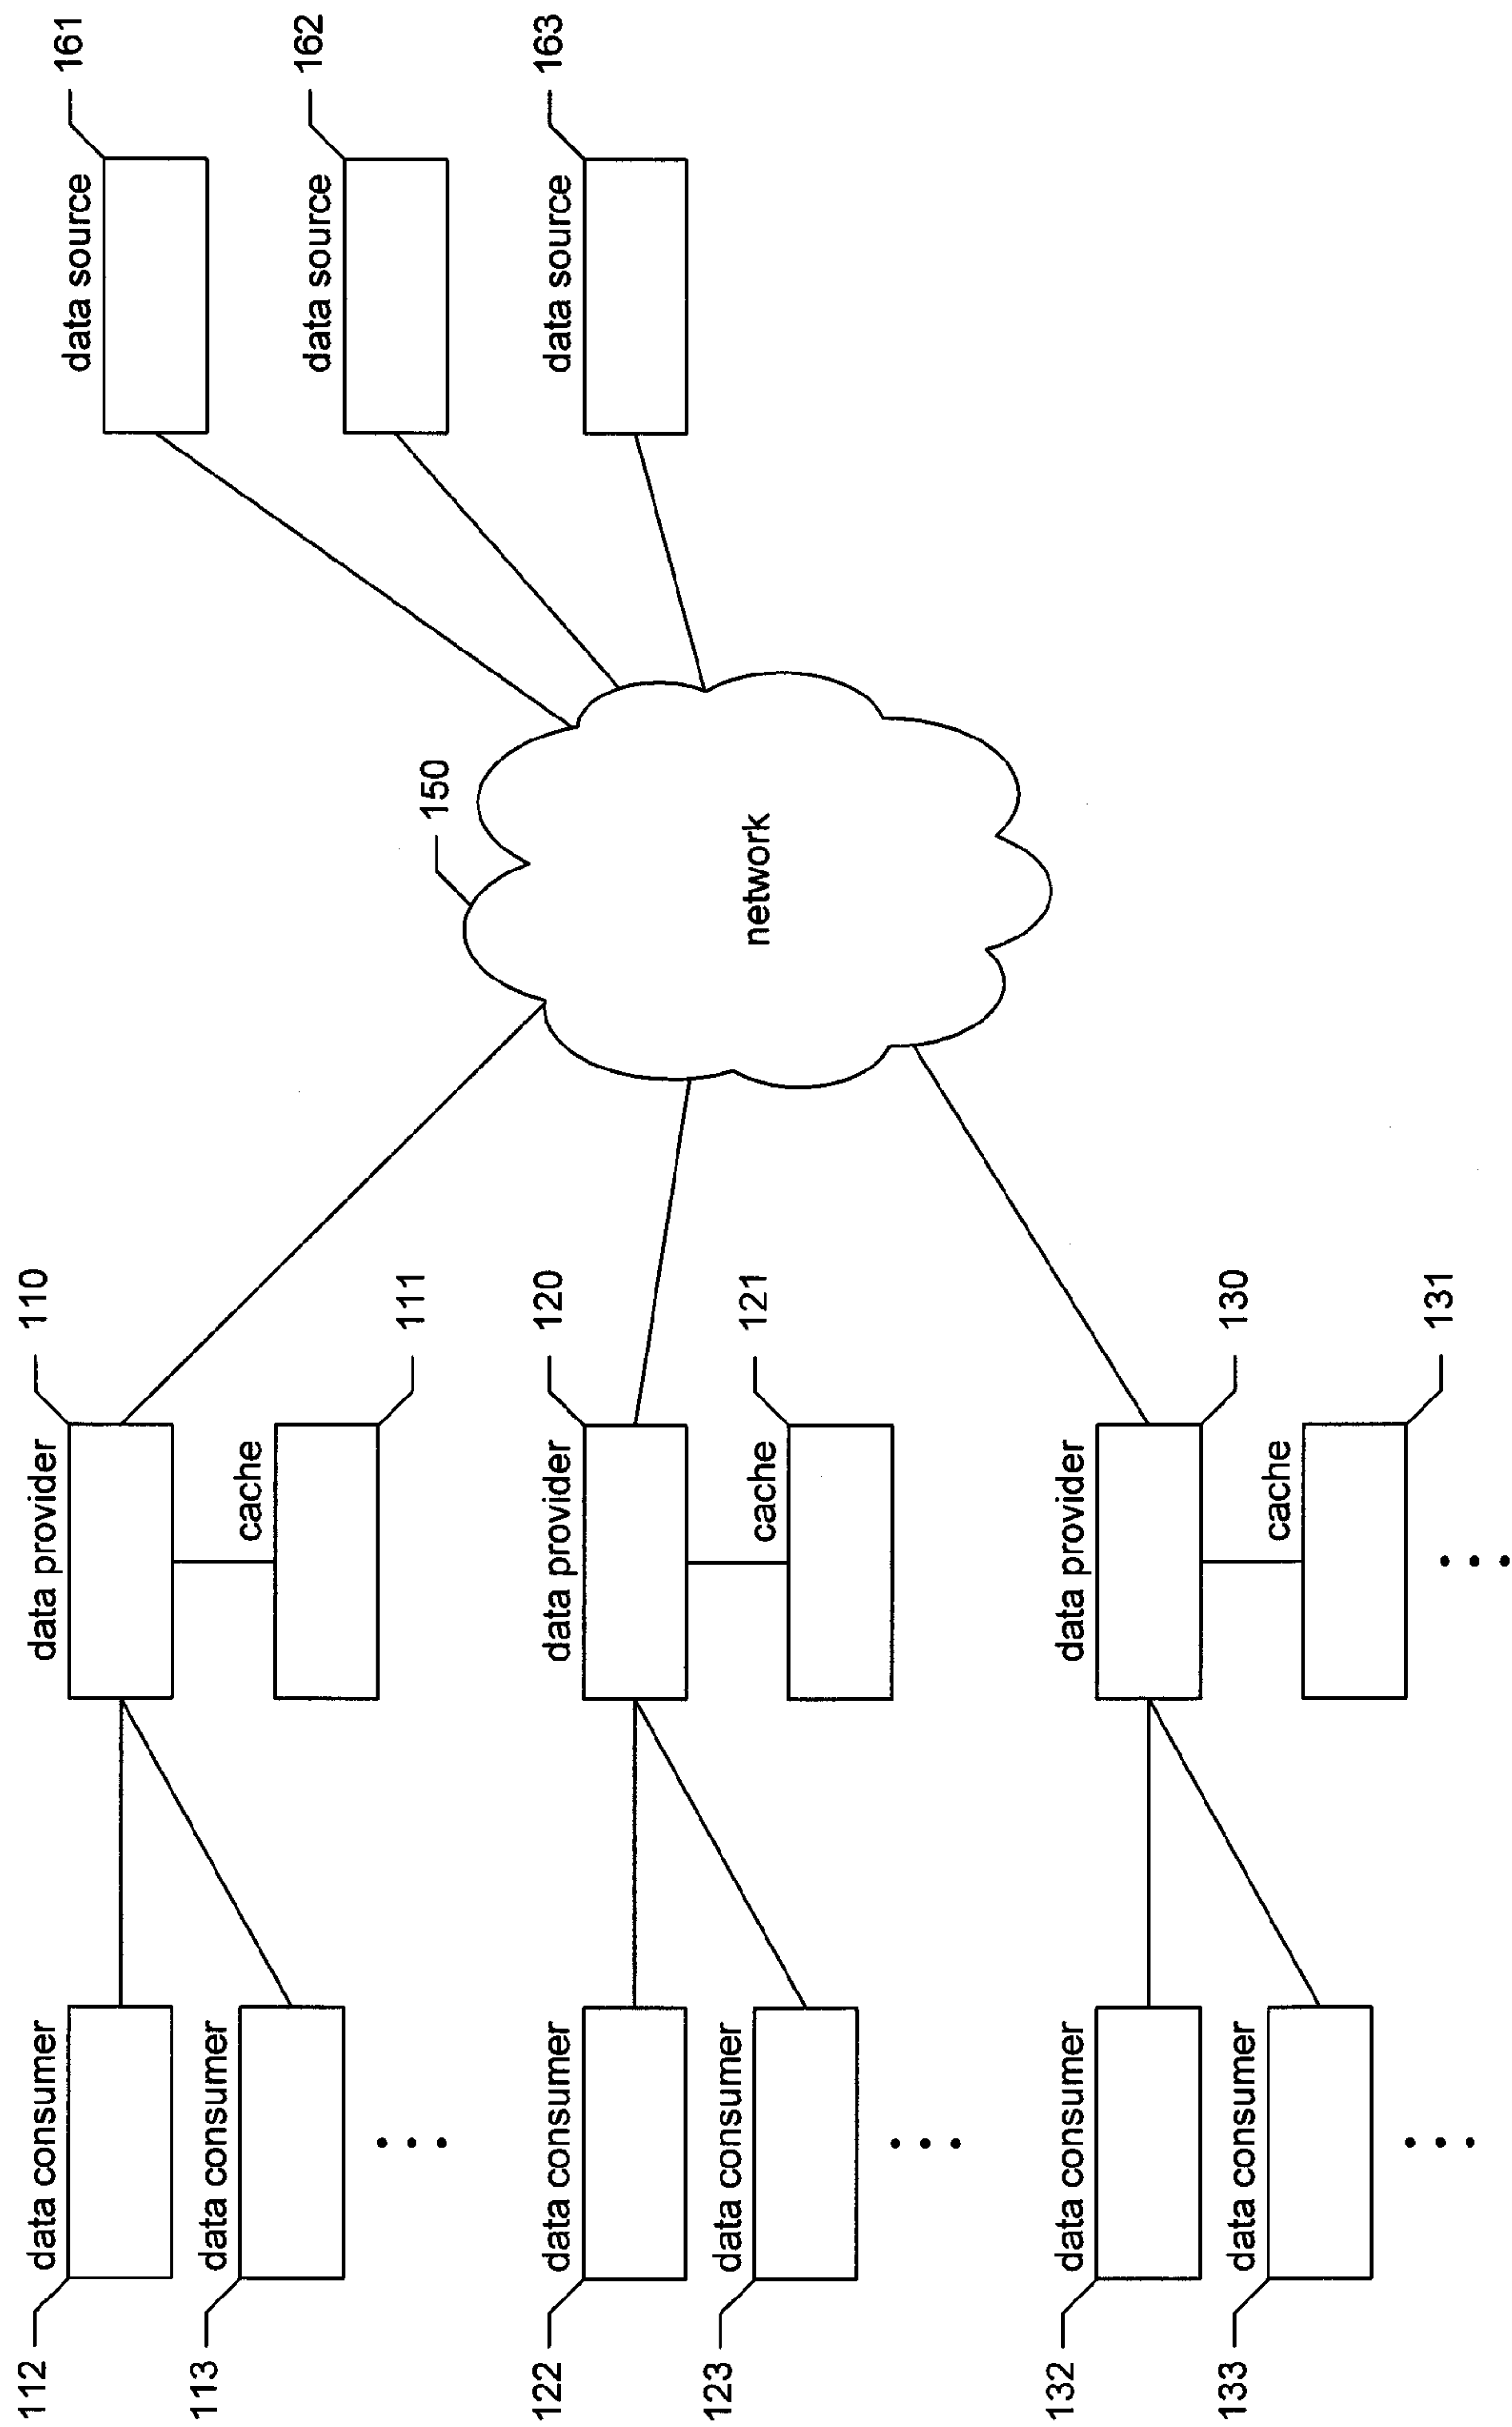 112
data consumer
113
data consumer
110
data provider
cache
111
122
data consumer
123
data consumer
120
data provider
cache
121
132
data consumer
133
data consumer
130
data provider
cache
131
150
network
161
data source
162
data source
163
data source